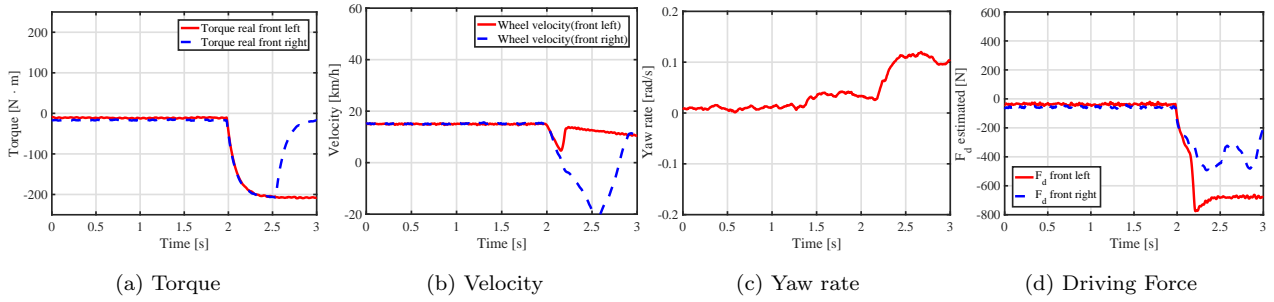 200
100
0
-100
-200
0
0.5
1
1.5
2
2.5
3
Torque [N · m]
Time [s]
Torque real front left
Torque real front right
(a) Torque
60
40
20
0
-20
0
0.5
1
1.5
2
2.5
3
Velocity [km/h]
Time [s]
Wheel velocity(front left)
Wheel velocity(front right)
(b) Velocity
0.2
0.1
0
-0.1
-0.2
0
0.5
1
1.5
2
2.5
3
Yaw rate [rad/s]
Time [s]
(c) Yaw rate
600
400
200
0
-200
-400
-600
-800
0
0.5
1
1.5
2
2.5
3
F_d estimated [N]
Time [s]
F_d front left
F_d front right
(d) Driving Force